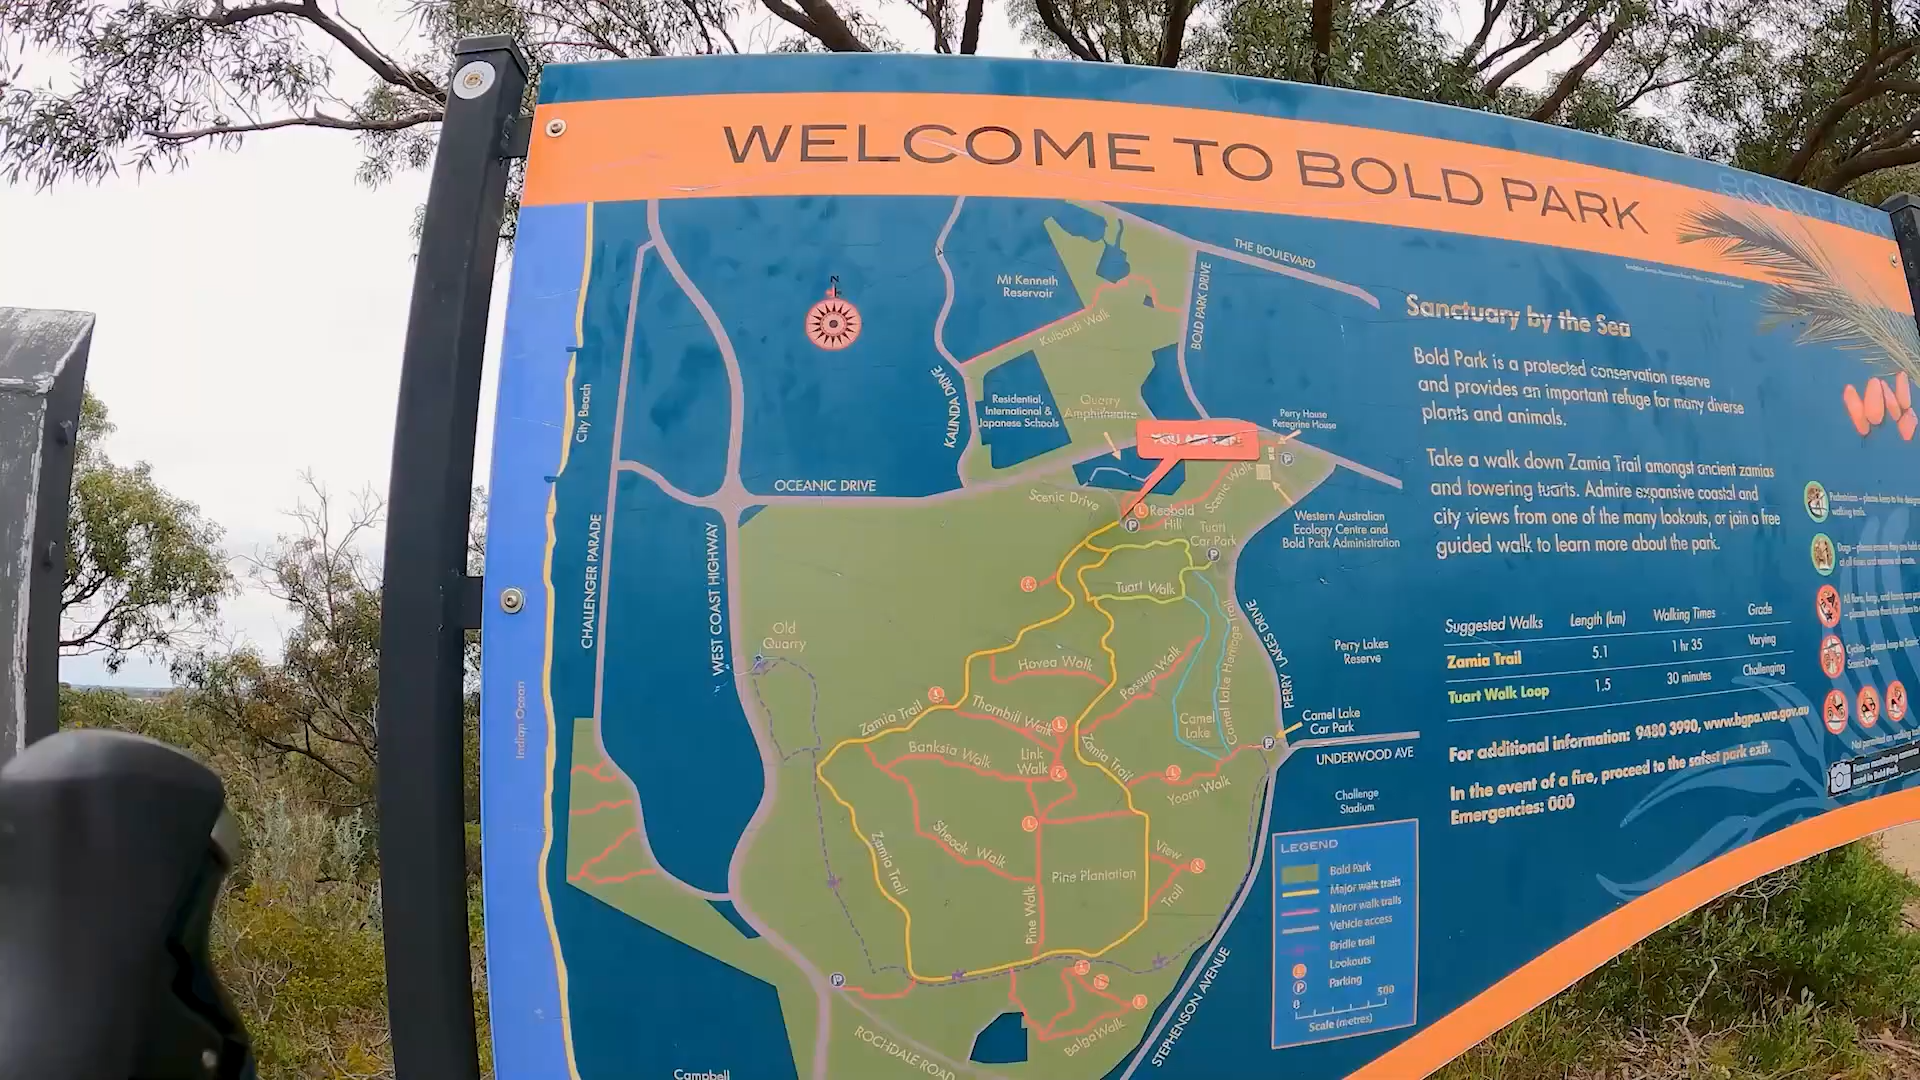 WELCOME TO BOLD PARK
BOLD PARK
THE BOULEVARD
BOLD PARK DRIVE
Mt Kenneth
Reservoir
Kulbardi Walk
N
City Beach
KALINDA DRIVE
Residential,
International &
Japanese Schools
Quarry
Amphitheatre
YOU ARE HERE
Perry House
Peregrine House
P
OCEANIC DRIVE
Scenic Drive
Scenic Walk
L
Reabold
Hill
P
Tuart
Car Park
P
Western Australian
Ecology Centre and
Bold Park Administration
CHALLENGER PARADE
WEST COAST HIGHWAY
Tuart Walk
Old
Quarry
Camel Lake Heritage Trail
PERRY LAKES DRIVE
Perry Lakes
Reserve
Hovea Walk
Possum Walk
Indian Ocean
Zamia Trail
Thornbill Walk
Camel
Lake
Camel Lake
Car Park
Banksia Walk
Link
Walk
Zamia Trail
P
UNDERWOOD AVE
Yoorn Walk
Challenge
Stadium
Zamia Trail
Sheoak Walk
Pine Plantation
View
Trail
Pine Walk
P
Balga Walk
ROCHDALE ROAD
STEPHENSON AVENUE
Campbell
LEGEND
Bold Park
Major walk trails
Minor walk trails
Vehicle access
Bridle trail
L Lookouts
P Parking
0 500
Scale (metres)
Sanctuary by the Sea
Bold Park is a protected conservation reserve
and provides an important refuge for many diverse
plants and animals.
Take a walk down Zamia Trail amongst ancient zamias
and towering tuarts. Admire expansive coastal and
city views from one of the many lookouts, or join a free
guided walk to learn more about the park.
Suggested Walks Length (km) Walking Times Grade
Zamia Trail 5.1 1 hr 35 Varying
Tuart Walk Loop 1.5 30 minutes Challenging
For additional information: 9480 3990, www.bgpa.wa.gov.au
In the event of a fire, proceed to the safest park exit.
Emergencies: 000